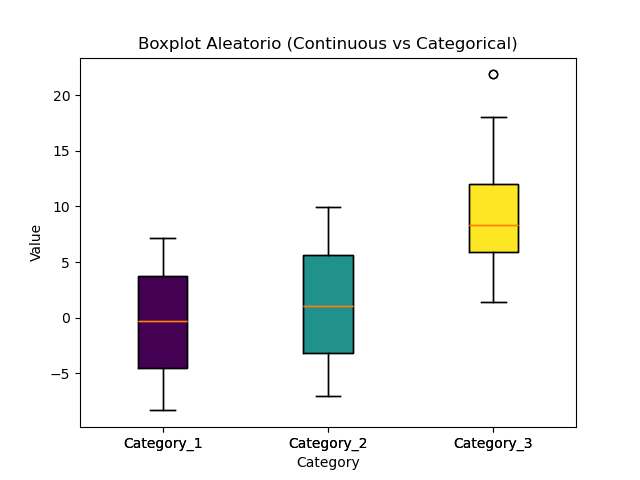 Boxplot Aleatorio (Continuous vs Categorical)
20
15
10
5
0
−5
Value
Category_1
Category_2
Category_3
Category